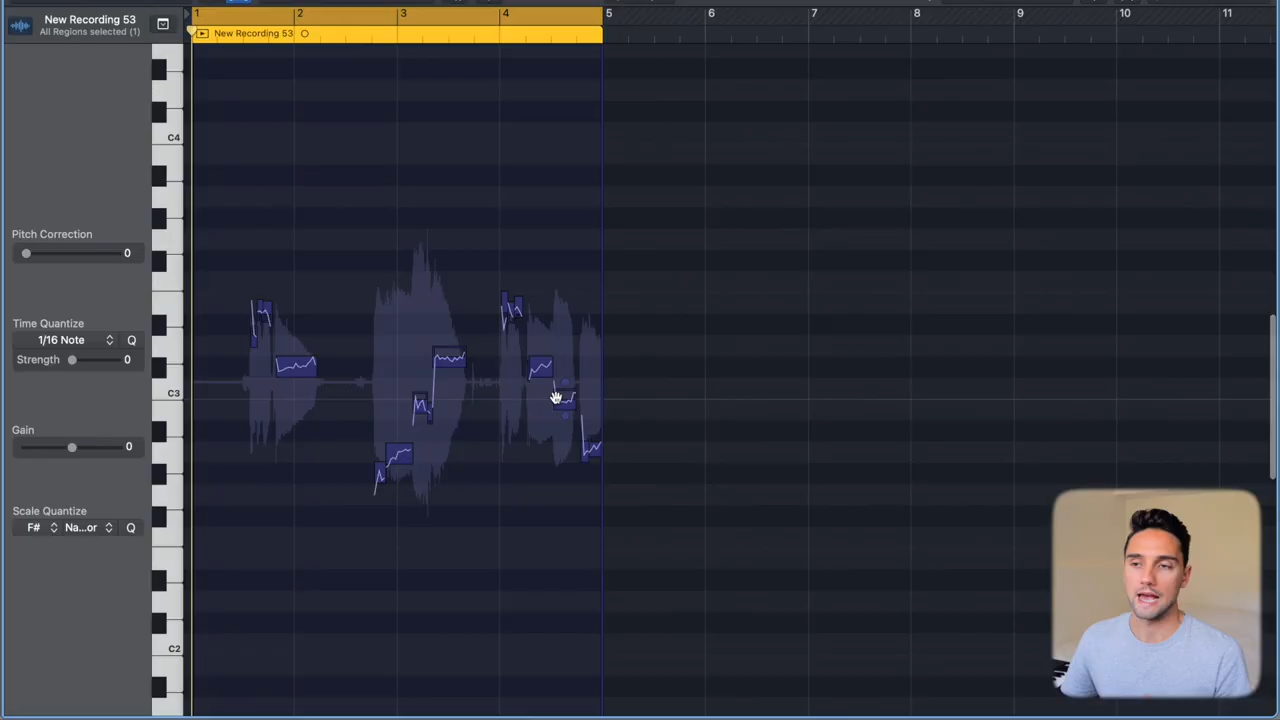 New Recording 53
All Regions selected (1)
1 2 3 4 5 6 7 8 9 10 11
New Recording 53
C4
Pitch Correction
0
Time Quantize
1/16 Note Q
Strength 0
C3
Gain
0
Scale Quantize
F# Na...or Q
C2